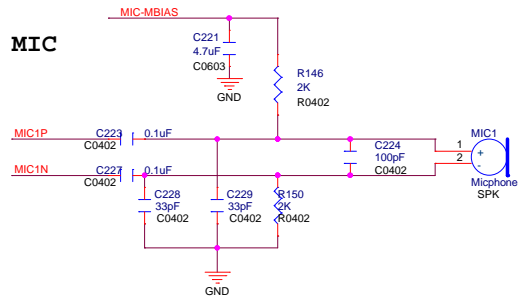 MIC-MBIAS
MIC
C221
4.7uF
C0603
GND
R146
2K
R0402
MIC1P
C223
0.1uF
C0402
MIC1N
C227
0.1uF
C0402
C224
100pF
C0402
MIC1
1
2
+
-
Micphone
SPK
C228
33pF
C0402
C229
33pF
C0402
R150
2K
R0402
GND